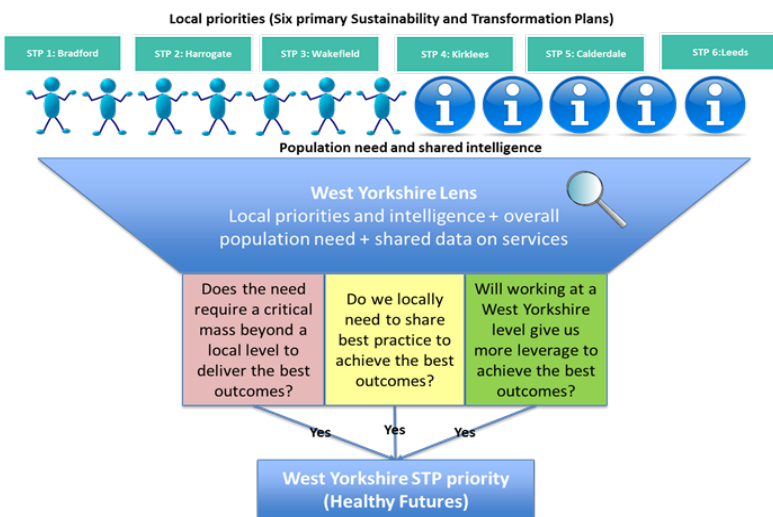 Local priorities (Six primary Sustainability and Transformation Plans)
STP 1: Bradford
STP 2: Harrogate
STP 3: Wakefield
STP 4: Kirklees
STP 5: Calderdale
STP 6:Leeds
Population need and shared intelligence
West Yorkshire Lens
Local priorities and intelligence + overall
population need + shared data on services
Does the need
require a critical
mass beyond a
local level to
deliver the best
outcomes?
Do we locally
need to share
best practice to
achieve the best
outcomes?
Will working at a
West Yorkshire
level give us
more leverage to
achieve the best
outcomes?
Yes
Yes
Yes
West Yorkshire STP priority
(Healthy Futures)